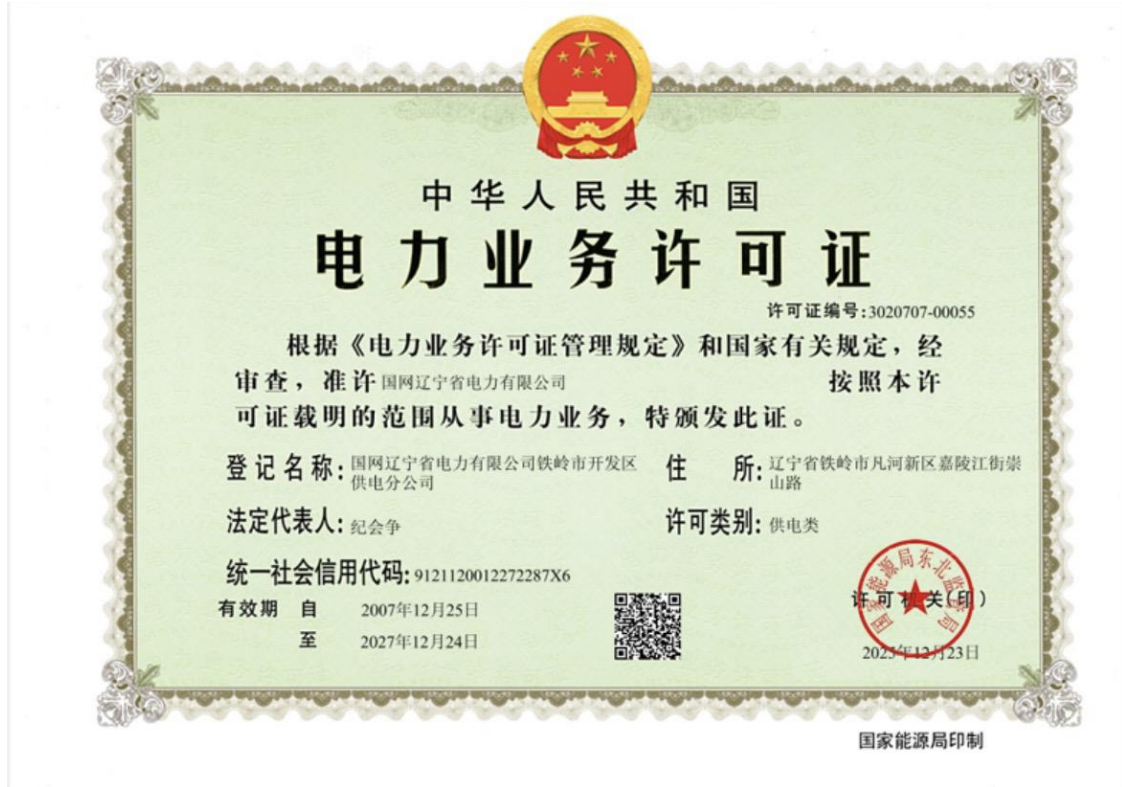 中华人民共和国
电力业务许可证
许可证编号:3020707-00055
根据《电力业务许可证管理规定》和国家有关规定，经
审查，准许 国网辽宁省电力有限公司 按照本许
可证载明的范围从事电力业务，特颁发此证。
登记名称: 国网辽宁省电力有限公司铁岭市开发区
供电分公司
住 所: 辽宁省铁岭市凡河新区嘉陵江街崇
山路
法定代表人: 纪会争
许可类别: 供电类
统一社会信用代码: 9121120012272287X6
有效期 自 2007年12月25日
至 2027年12月24日
国家能源局东北监管局
许可机关(印)
2025年12月23日
国家能源局印制